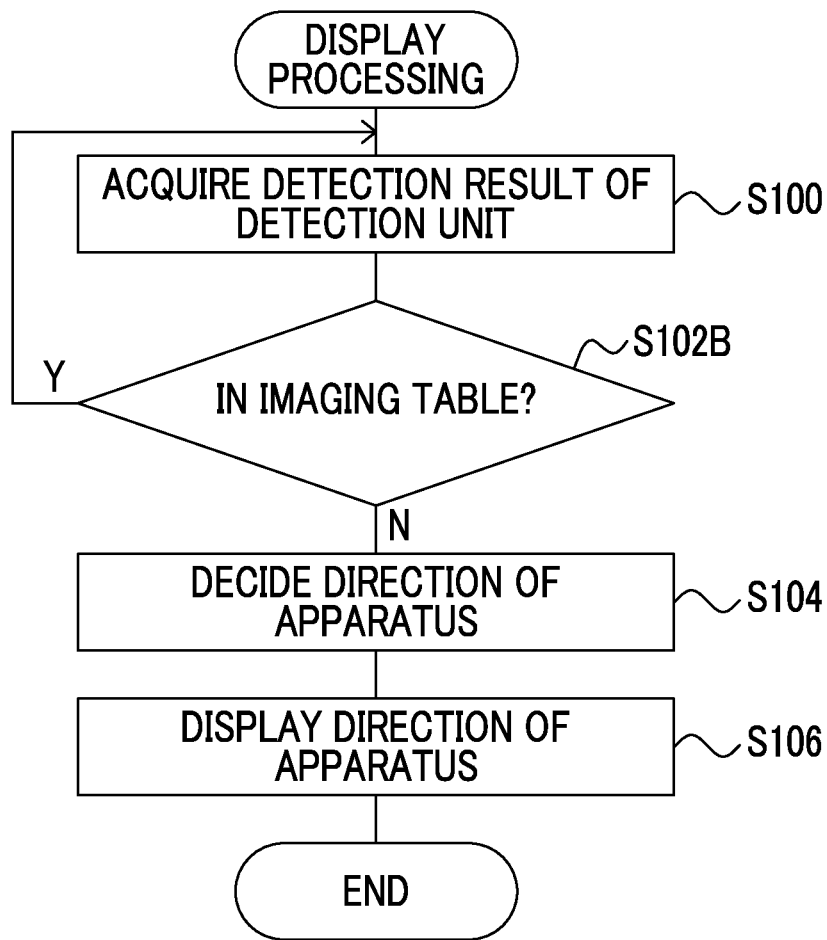 DISPLAY
PROCESSING
ACQUIRE DETECTION RESULT OF
DETECTION UNIT
S100
S102B
Y
IN IMAGING TABLE?
N
DECIDE DIRECTION OF
APPARATUS
S104
DISPLAY DIRECTION OF
APPARATUS
S106
END